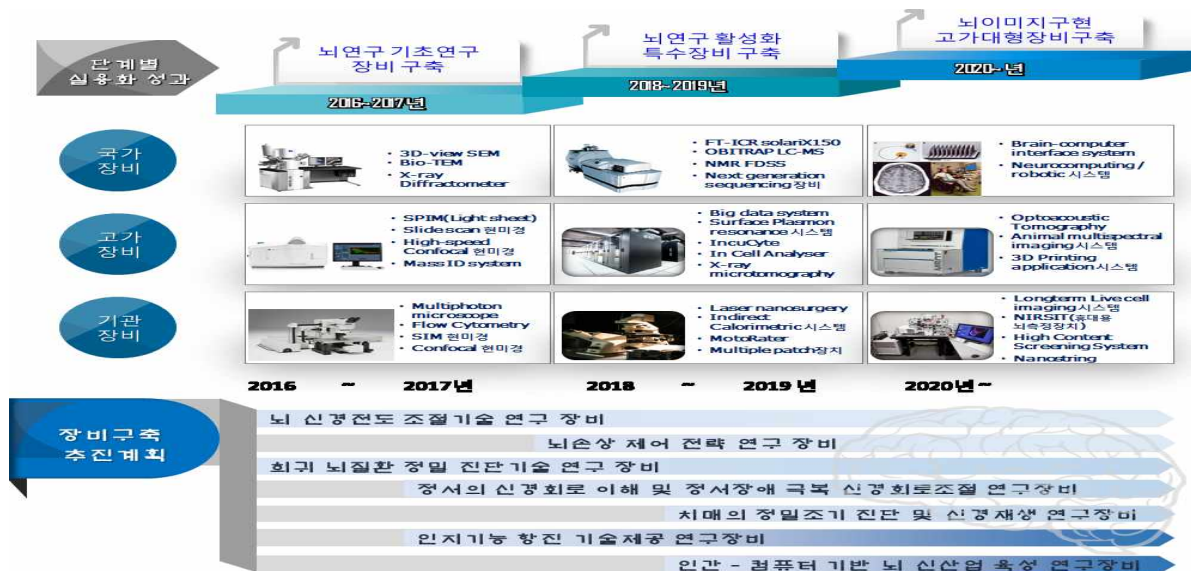 단계별
실용화 성과
뇌연구 기초연구
장비 구축
2016~2017년
뇌연구 활성화
특수장비 구축
2018~2019년
뇌이미지구현
고가대형장비구축
2020~ 년
국가
장비
• 3D-view SEM
• Bio-TEM
• X-ray
Diffractometer
• FT-ICR solariX150
• OBITRAP LC-MS
• NMR FDSS
• Next generation
sequencing 장비
• Brain-computer
interface system
• Neurocomputing /
robotic 시스템
고가
장비
• SPIM(Light sheet)
• Slide scan 현미경
• High-speed
Confocal 현미경
• Mass ID system
• Big data system
• Surface Plasmon
resonance 시스템
• IncuCyte
• In Cell Analyser
• X-ray
microtomography
• Optoacoustic
Tomography
• Animal multispectral
imaging시스템
• 3D Printing
application시스템
기관
장비
• Multiphoton
microscope
• Flow Cytometry
• SIM 현미경
• Confocal 현미경
• Laser nanosurgery
• Indirect
Calorimetric 시스템
• MotoRater
• Multiple patch장치
• Longterm Live cell
imaging 시스템
• NIRSIT(휴대용
뇌측정장치)
• High Content
Screening System
• Nanostring
2016 ~ 2017년
2018 ~ 2019 년
2020년~
장비구축
추진계획
뇌 신경전도 조절기술 연구 장비
뇌손상 제어 전략 연구 장비
희귀 뇌질환 정밀 진단기술 연구 장비
정서의 신경회로 이해 및 정서장애 극복 신경회로조절 연구장비
치매의 정밀조기 진단 및 신경재생 연구장비
인지기능 항진 기술제공 연구장비
인간 - 컴퓨터 기반 뇌 신산업 육성 연구장비